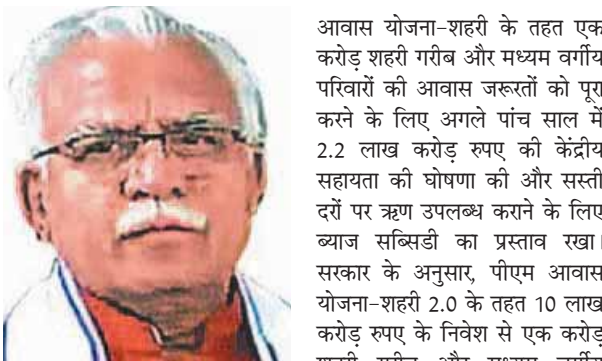 आवास योजना-शहरी के तहत एक
करोड़ शहरी गरीब और मध्यम वर्गीय
परिवारों की आवास जरूरतों को पूरा
करने के लिए अगले पांच साल में
2.2 लाख करोड़ रुपए की केंद्रीय
सहायता की घोषणा की और सस्ती
दरों पर ऋण उपलब्ध कराने के लिए
ब्याज सब्सिडी का प्रस्ताव रखा।
सरकार के अनुसार, पीएम आवास
योजना-शहरी 2.0 के तहत 10 लाख
करोड़ रुपए के निवेश से एक करोड़